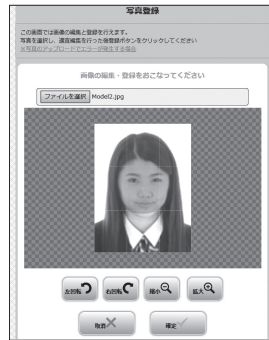 写真登録
この画面では画像の編集と登録を行えます。
写真を選択し、適宜編集を行った後登録ボタンをクリックしてください
※写真のアップロードでエラーが発生する場合
画像の編集・登録をおこなってください
ファイルを選択 Model2.jpg
左回転 右回転 縮小 拡大
取消 確定